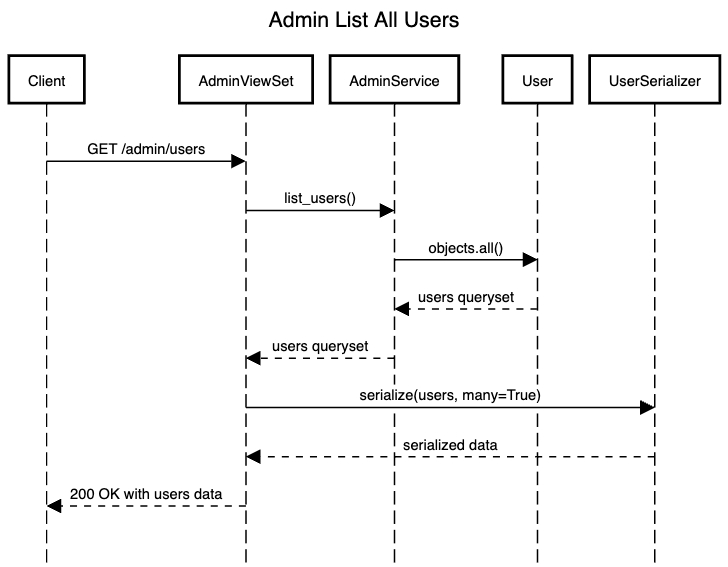 Admin List All Users
Client
AdminViewSet
AdminService
User
UserSerializer
GET /admin/users
list_users()
objects.all()
users queryset
users queryset
serialize(users, many=True)
serialized data
200 OK with users data